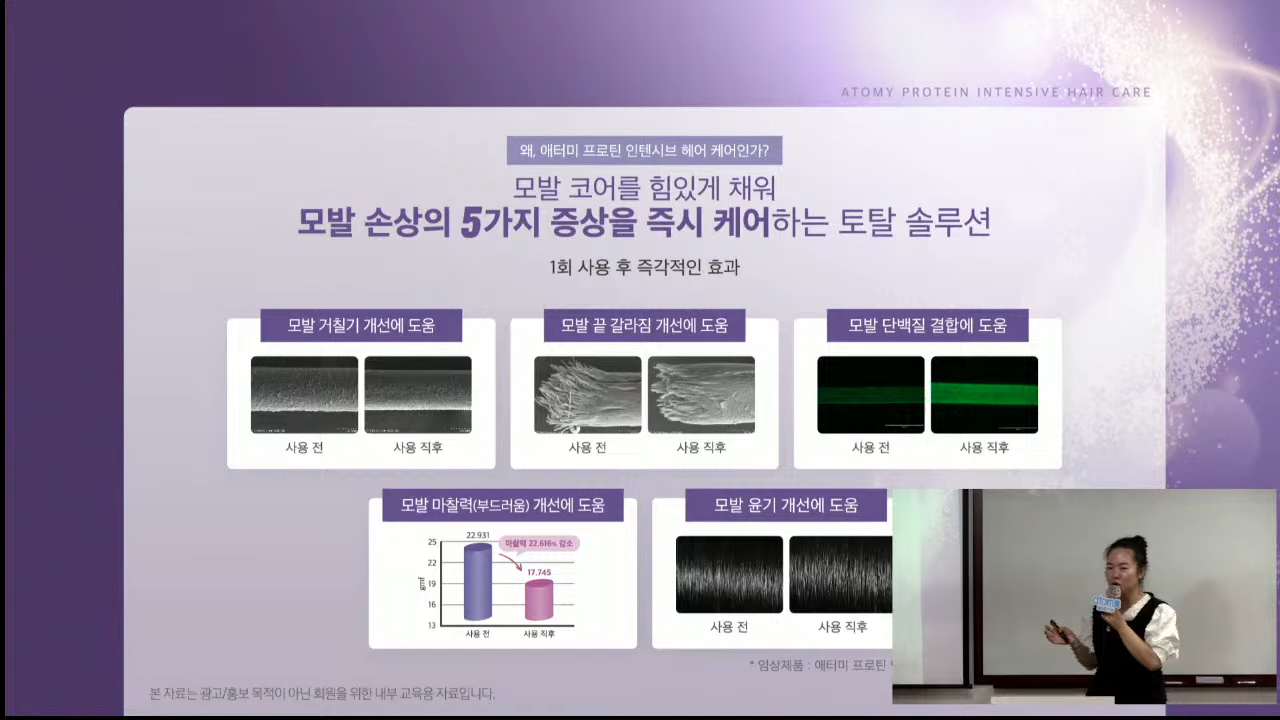 ATOMY PROTEIN INTENSIVE HAIR CARE
왜, 애터미 프로틴 인텐시브 헤어 케어인가?
모발 코어를 힘있게 채워
모발 손상의 5가지 증상을 즉시 케어하는 토탈 솔루션
1회 사용 후 즉각적인 효과
모발 거칠기 개선에 도움
사용 전
사용 직후
모발 끝 갈라짐 개선에 도움
사용 전
사용 직후
모발 단백질 결합에 도움
사용 전
사용 직후
모발 마찰력(부드러움) 개선에 도움
22.931
마찰력 22.616% 감소
17.745
gmf
25
22
19
16
13
사용 전
사용 직후
모발 윤기 개선에 도움
사용 전
사용 직후
* 임상제품 : 애터미 프로틴
본 자료는 광고/홍보 목적이 아닌 회원을 위한 내부 교육용 자료입니다.
atom美